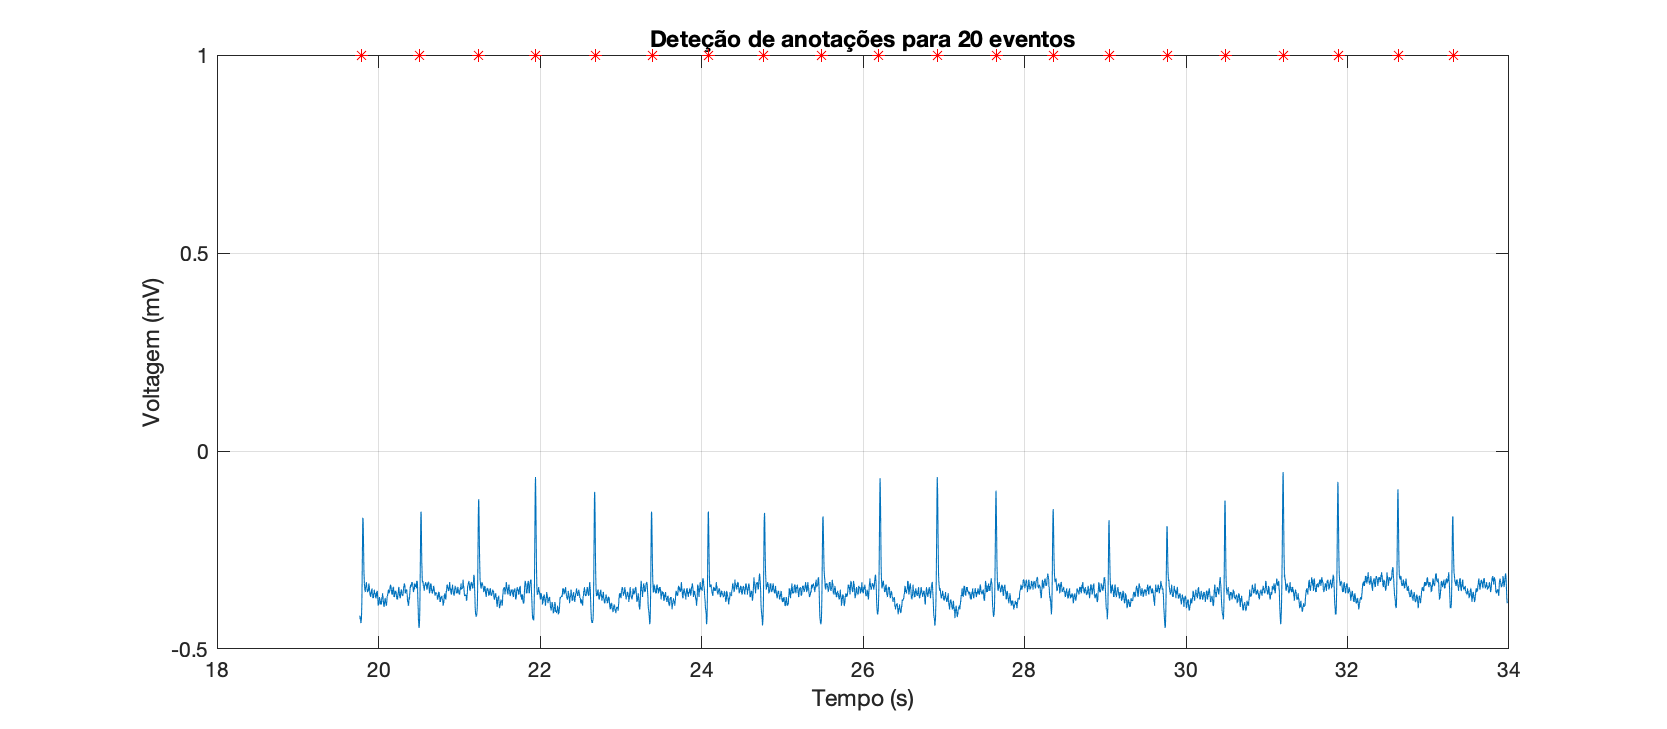 Deteção de anotações para 20 eventos
1
0.5
0
-0.5
Voltagem (mV)
18 20 22 24 26 28 30 32 34
Tempo (s)